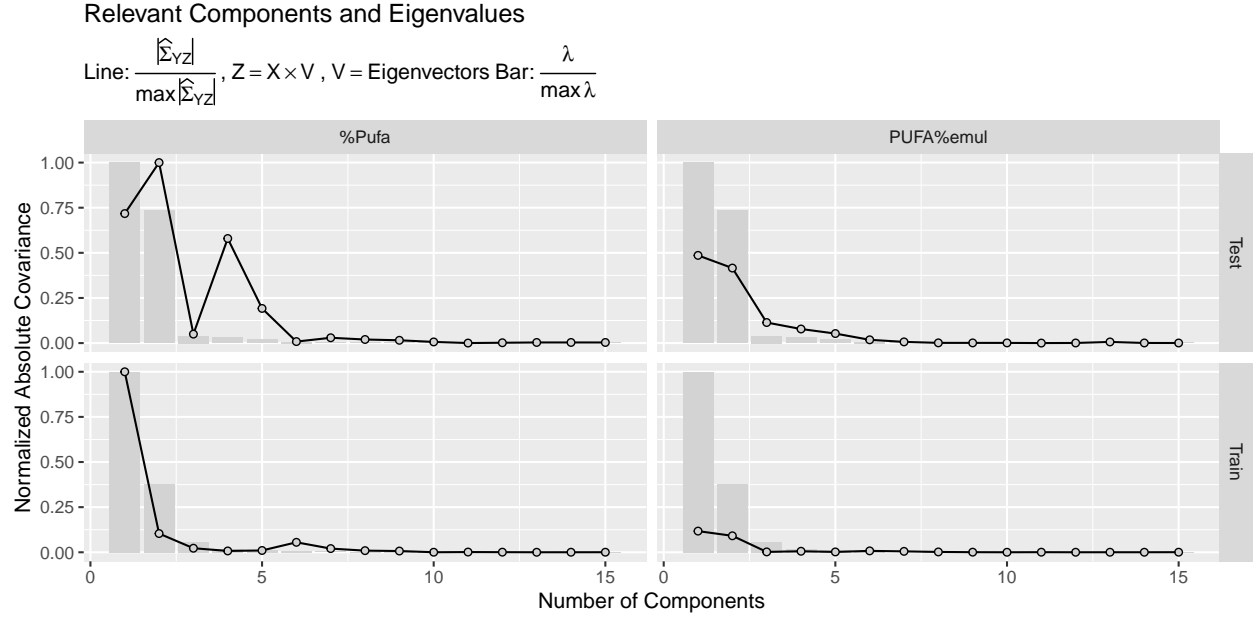 Relevant Components and Eigenvalues
Line: |Σ̂YZ| / max|Σ̂YZ| , Z = X × V , V = Eigenvectors Bar: λ / max λ
%Pufa
PUFA%emul
1.00
0.75
0.50
0.25
0.00
Test
1.00
0.75
0.50
0.25
0.00
Train
Normalized Absolute Covariance
0 5 10 15
0 5 10 15
Number of Components